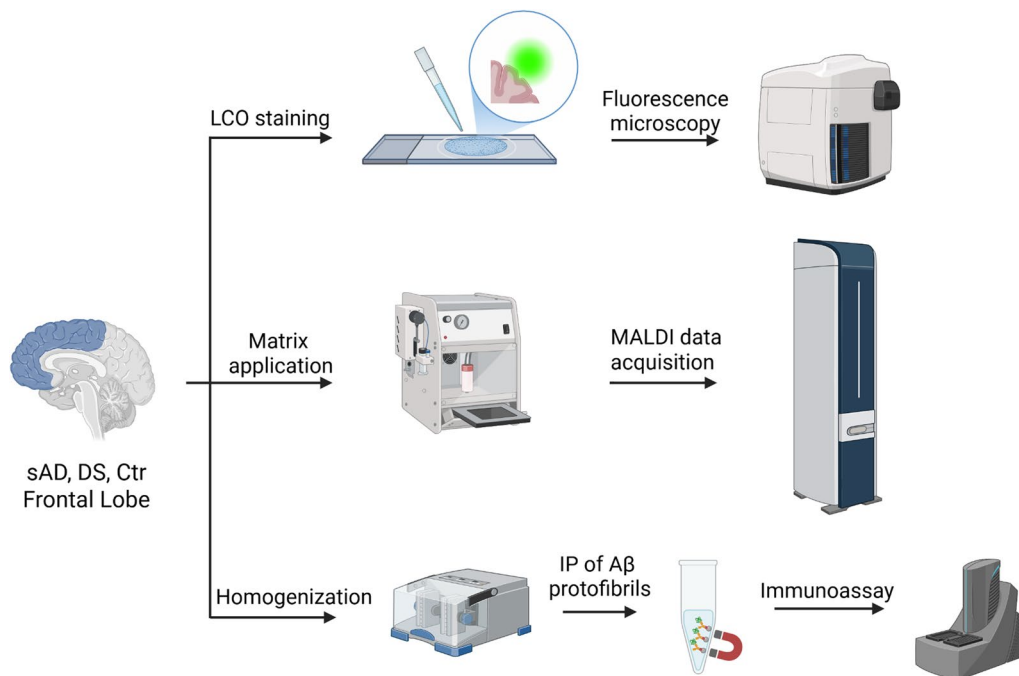 LCO staining
Fluorescence
microscopy
Matrix
application
MALDI data
acquisition
sAD, DS, Ctr
Frontal Lobe
Homogenization
IP of Aβ
protofibrils
Immunoassay